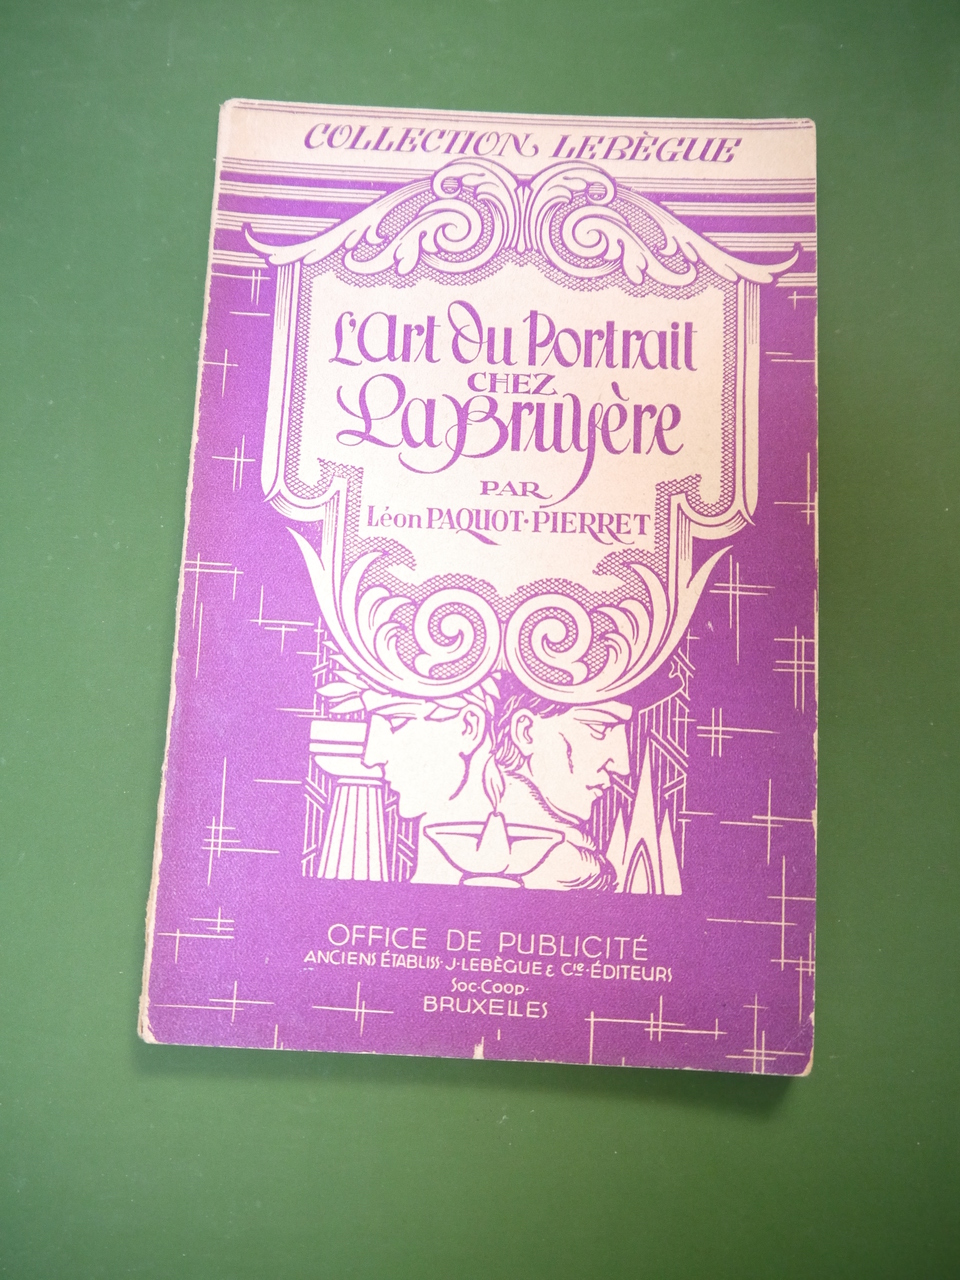 COLLECTION LEBÈGUE
L'Art du Portrait
CHEZ
La Bruyère
PAR
Léon PAQUOT-PIERRET
OFFICE DE PUBLICITÉ
ANCIENS ÉTABLISS·J·LEBÈGUE & Cie·ÉDITEURS
Soc·Coop·
BRUXELLES